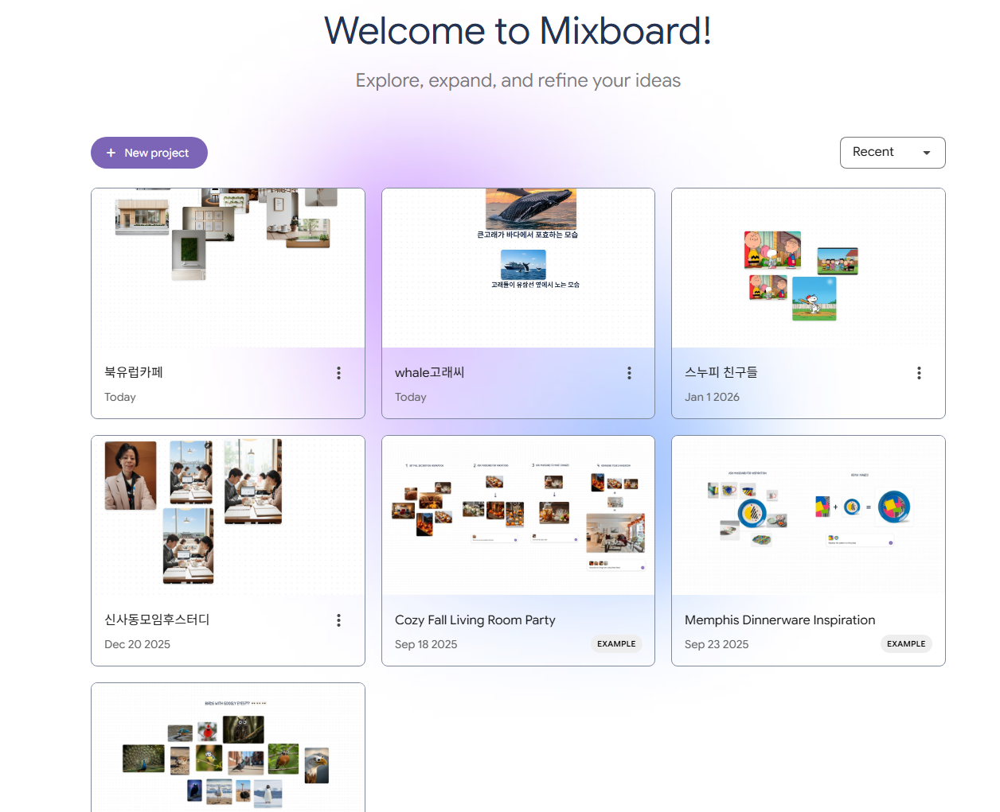 Welcome to Mixboard!
Explore, expand, and refine your ideas
+ New project
Recent
북유럽카페
Today
큰고래가 바다에서 포효하는 모습
고래들이 유람선 옆에서 노는 모습
whale고래씨
Today
스누피 친구들
Jan 1 2026
신사동모임후스터디
Dec 20 2025
Cozy Fall Living Room Party
Sep 18 2025
EXAMPLE
Memphis Dinnerware Inspiration
Sep 23 2025
EXAMPLE
BIRDS WITH GOOGLY EYES???